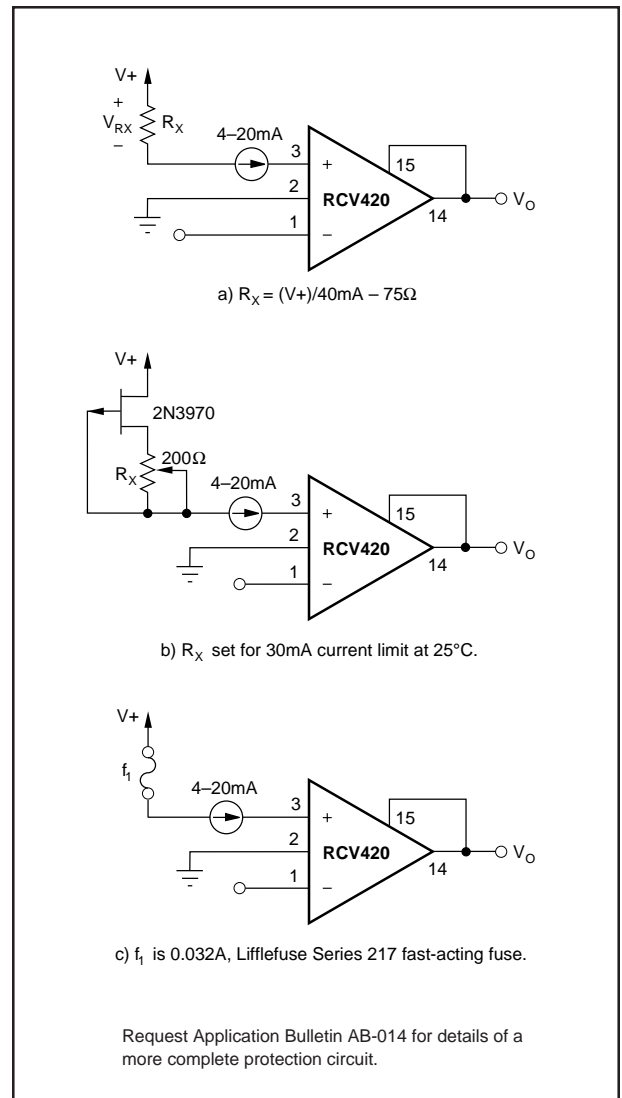 V+
+
V_RX R_X
–
4–20mA
3
+
15
2
RCV420
14
V_O
1
–
a) R_X = (V+)/40mA – 75Ω
V+
2N3970
200Ω
R_X
4–20mA
3
+
15
2
RCV420
14
V_O
1
–
b) R_X set for 30mA current limit at 25°C.
V+
f_1
4–20mA
3
+
15
2
RCV420
14
V_O
1
–
c) f_1 is 0.032A, Lifflefuse Series 217 fast-acting fuse.
Request Application Bulletin AB-014 for details of a
more complete protection circuit.